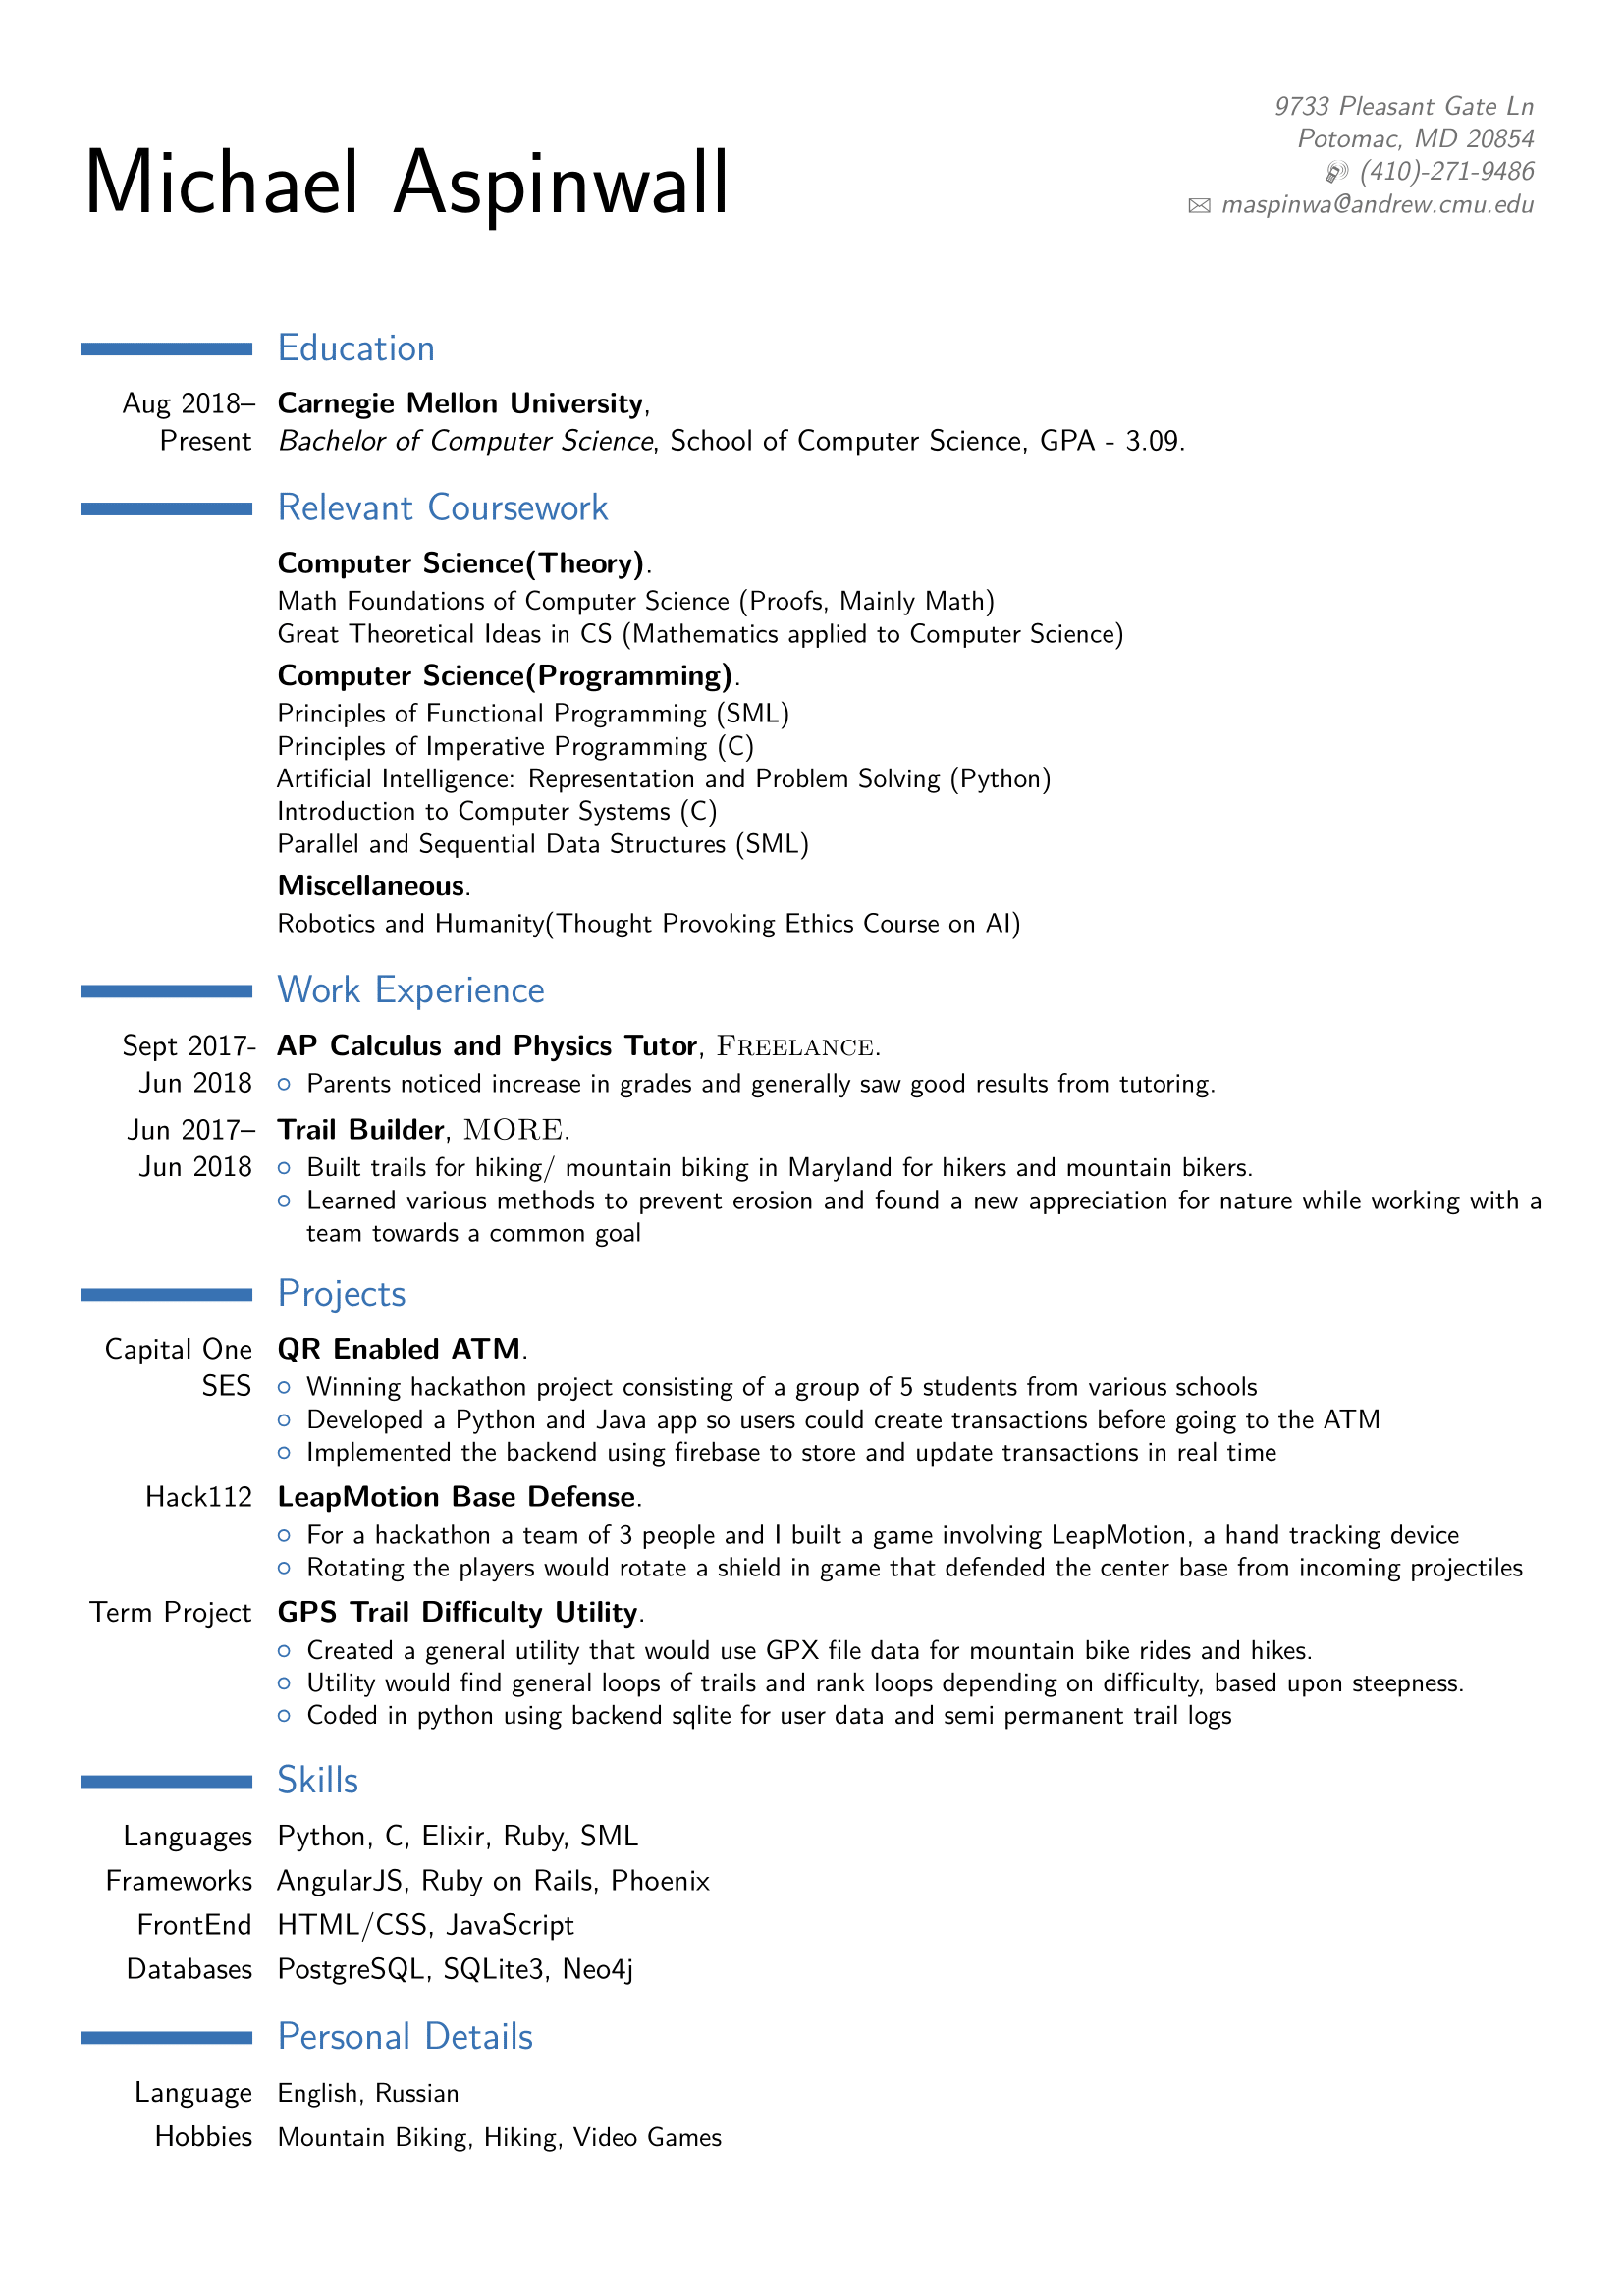 Michael Aspinwall
9733 Pleasant Gate Ln
Potomac, MD 20854
(410)-271-9486
maspinwa@andrew.cmu.edu
Education
Aug 2018– Carnegie Mellon University,
Present Bachelor of Computer Science, School of Computer Science, GPA - 3.09.
Relevant Coursework
Computer Science(Theory).
Math Foundations of Computer Science (Proofs, Mainly Math)
Great Theoretical Ideas in CS (Mathematics applied to Computer Science)
Computer Science(Programming).
Principles of Functional Programming (SML)
Principles of Imperative Programming (C)
Artificial Intelligence: Representation and Problem Solving (Python)
Introduction to Computer Systems (C)
Parallel and Sequential Data Structures (SML)
Miscellaneous.
Robotics and Humanity(Thought Provoking Ethics Course on AI)
Work Experience
Sept 2017- AP Calculus and Physics Tutor, Freelance.
Jun 2018 ○ Parents noticed increase in grades and generally saw good results from tutoring.
Jun 2017– Trail Builder, MORE.
Jun 2018 ○ Built trails for hiking/ mountain biking in Maryland for hikers and mountain bikers.
○ Learned various methods to prevent erosion and found a new appreciation for nature while working with a
team towards a common goal
Projects
Capital One QR Enabled ATM.
SES ○ Winning hackathon project consisting of a group of 5 students from various schools
○ Developed a Python and Java app so users could create transactions before going to the ATM
○ Implemented the backend using firebase to store and update transactions in real time
Hack112 LeapMotion Base Defense.
○ For a hackathon a team of 3 people and I built a game involving LeapMotion, a hand tracking device
○ Rotating the players would rotate a shield in game that defended the center base from incoming projectiles
Term Project GPS Trail Difficulty Utility.
○ Created a general utility that would use GPX file data for mountain bike rides and hikes.
○ Utility would find general loops of trails and rank loops depending on difficulty, based upon steepness.
○ Coded in python using backend sqlite for user data and semi permanent trail logs
Skills
Languages Python, C, Elixir, Ruby, SML
Frameworks AngularJS, Ruby on Rails, Phoenix
FrontEnd HTML/CSS, JavaScript
Databases PostgreSQL, SQLite3, Neo4j
Personal Details
Language English, Russian
Hobbies Mountain Biking, Hiking, Video Games